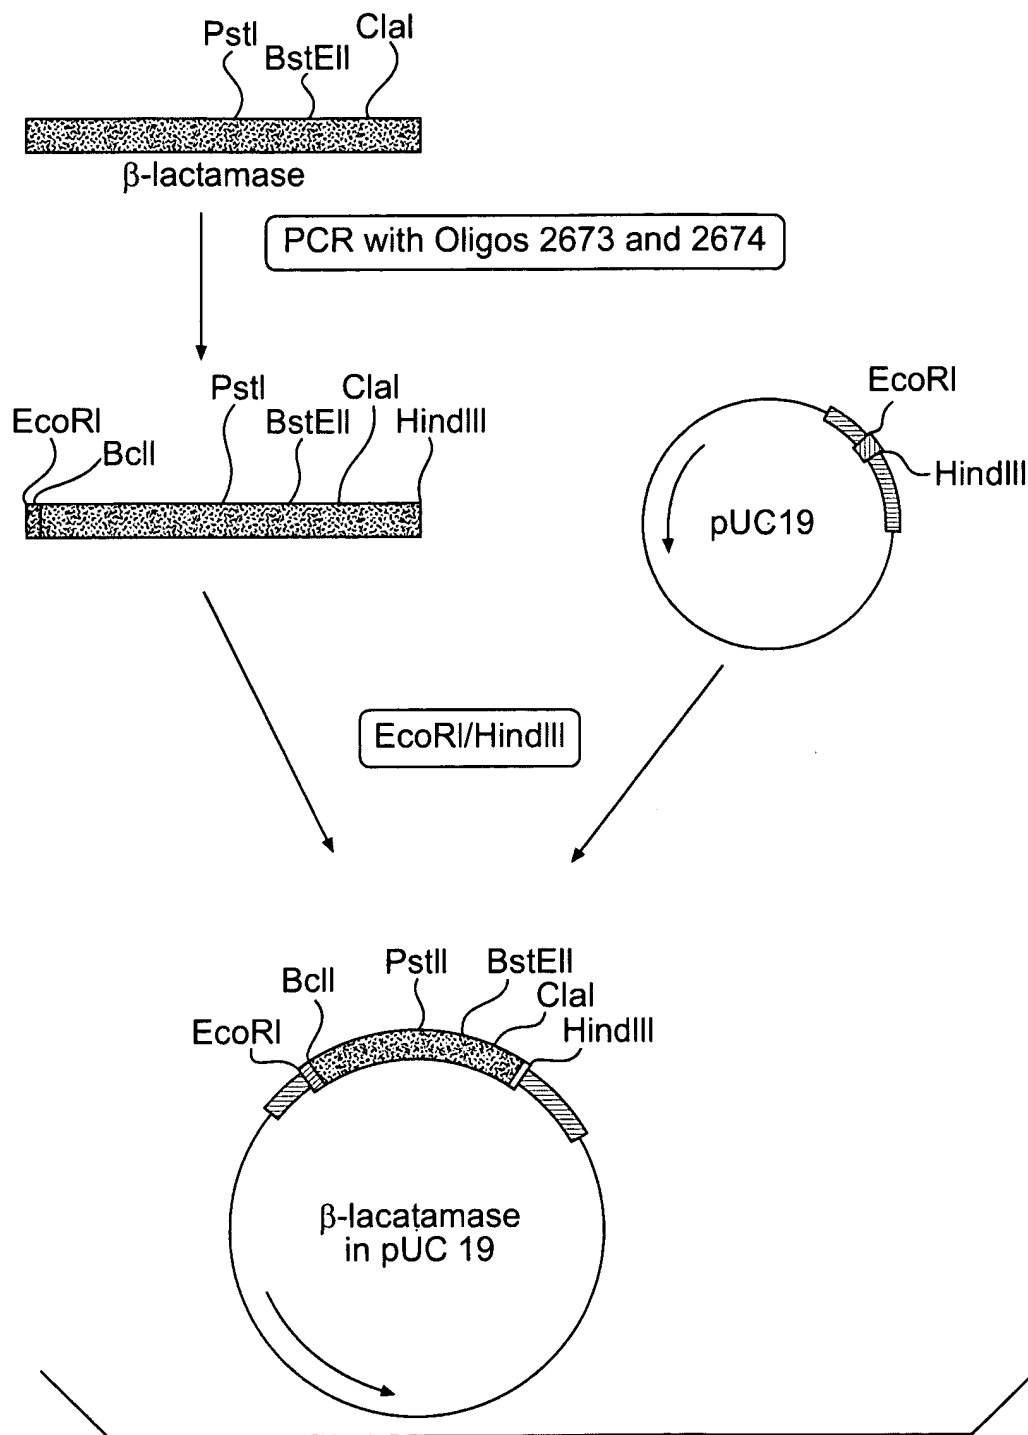 PstI
BstEII
ClaI
β-lactamase
PCR with Oligos 2673 and 2674
EcoRI
BclI
PstI
BstEII
ClaI
HindIII
EcoRI
HindIII
pUC19
EcoRI/HindIII
EcoRI
BclI
PstII
BstEII
ClaI
HindIII
β-lacatamase
in pUC 19